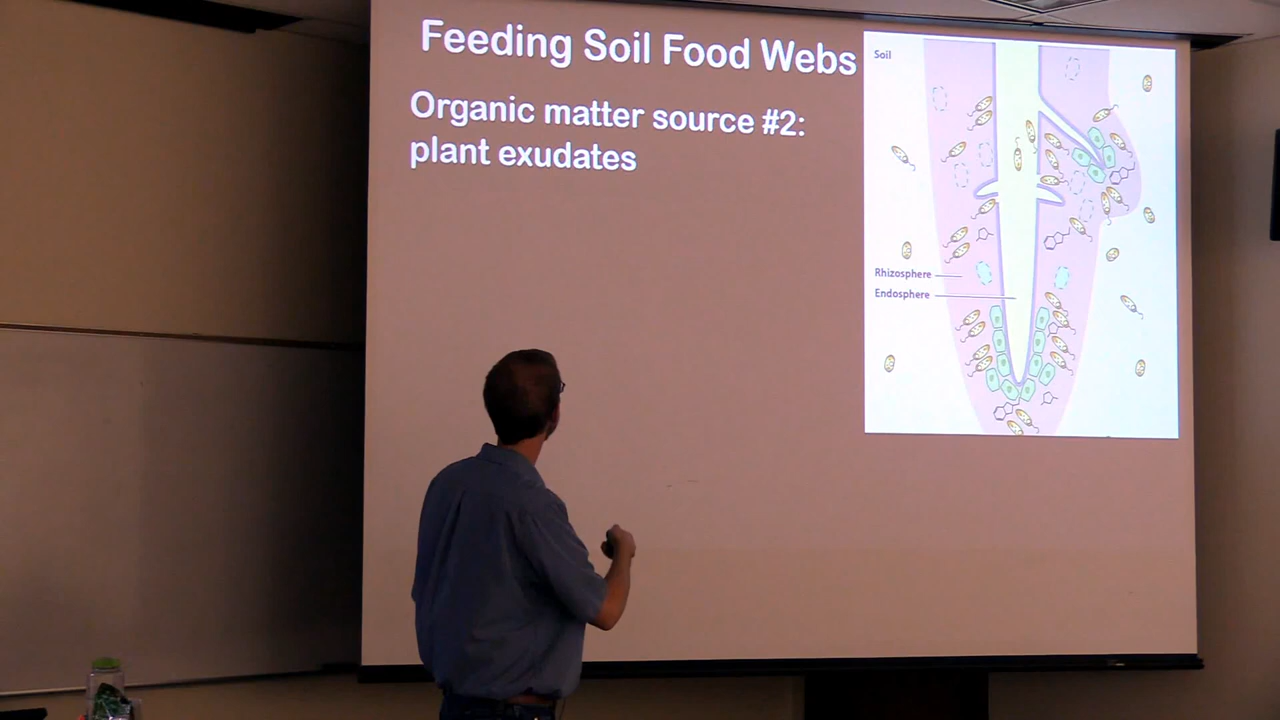 Feeding Soil Food Webs
Organic matter source #2:
plant exudates
Soil
Rhizosphere
Endosphere